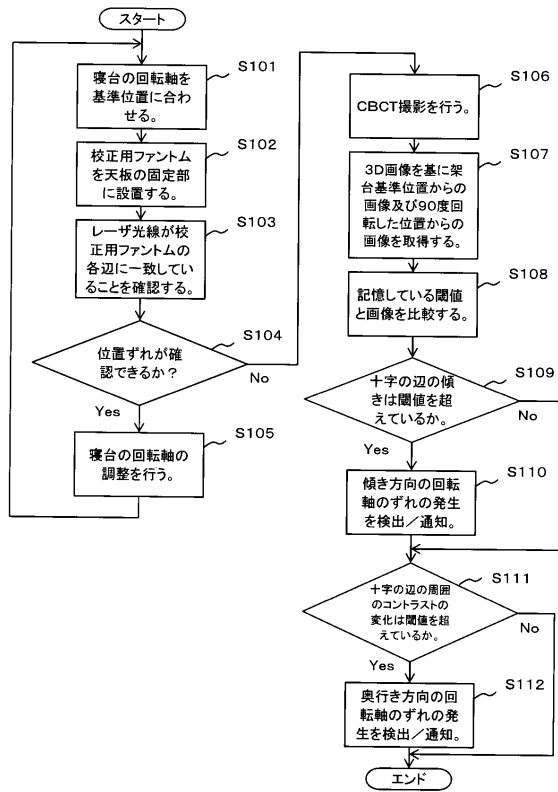 スタート
S101
寝台の回転軸を
基準位置に合わ
せる。
S102
校正用ファントム
を天板の固定部
に設置する。
S103
レーザ光線が校
正用ファントムの
各辺に一致してい
ることを確認する。
S104
位置ずれが確
認できるか？
No
Yes
S105
寝台の回転軸の
調整を行う。
S106
CBCT撮影を行う。
S107
3D画像を基に架
台基準位置からの
画像及び90度回
転した位置からの
画像を取得する。
S108
記憶している閾値
と画像を比較する。
S109
十字の辺の傾
きは閾値を超
えているか。
No
Yes
S110
傾き方向の回転
軸のずれの発生
を検出／通知。
S111
十字の辺の周囲
のコントラストの
変化は閾値を超
えているか。
No
Yes
S112
奥行き方向の回
転軸のずれの発
生を検出／通知。
エンド